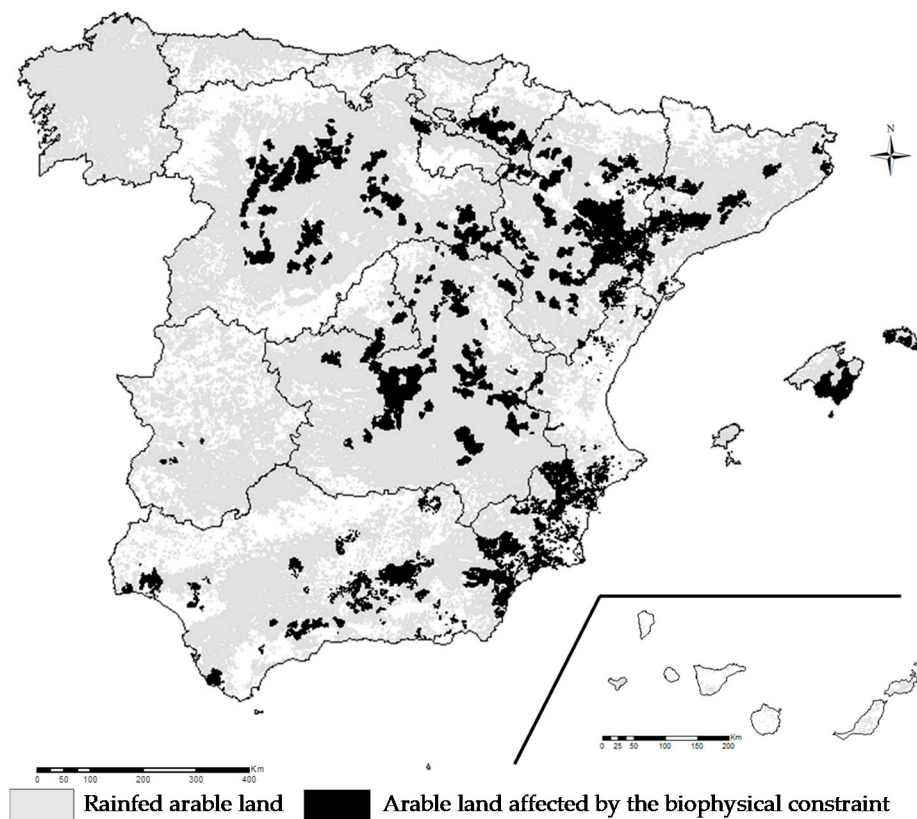 N
Km
0 25 50 100 150 200
Km
0 50 100 200 300 400
Rainfed arable land
Arable land affected by the biophysical constraint